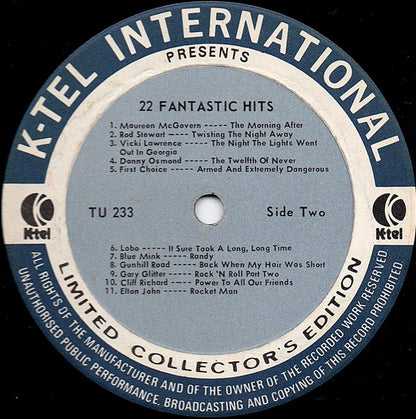 K-TEL INTERNATIONAL
PRESENTS
22 FANTASTIC HITS
1. Maureen McGovern ----- The Morning After
2. Rod Stewart ----- Twisting The Night Away
3. Vicki Lawrence ----- The Night The Lights Went
Out In Georgia
4. Donny Osmond ----- The Twelfth Of Never
5. First Choice ----- Armed And Extremely Dangerous
TU 233
Side Two
K-tel
K-tel
6. Lobo ----- It Sure Took A Long, Long Time
7. Blue Mink ----- Randy
8. Gunhill Road ----- Back When My Hair Was Short
9. Gary Glitter ----- Rock 'N Roll Part Two
10. Cliff Richard ----- Power To All Our Friends
11. Elton John ----- Rocket Man
LIMITED COLLECTOR'S EDITION
ALL RIGHTS OF THE MANUFACTURER AND OF THE OWNER OF THE RECORDED WORK RESERVED.
UNAUTHORISED PUBLIC PERFORMANCE, BROADCASTING AND COPYING OF THIS RECORD PROHIBITED.